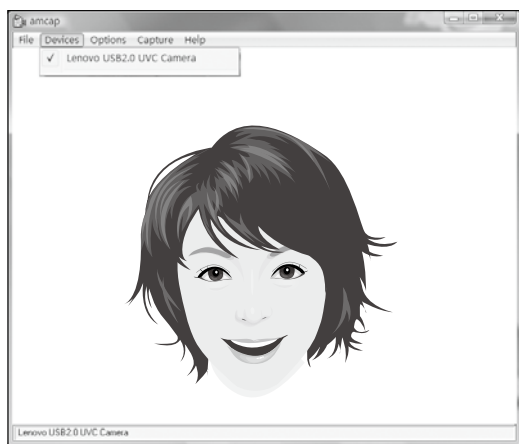 amcap
File Devices Options Capture Help
✓ Lenovo USB2.0 UVC Camera
Lenovo USB2.0 UVC Camera